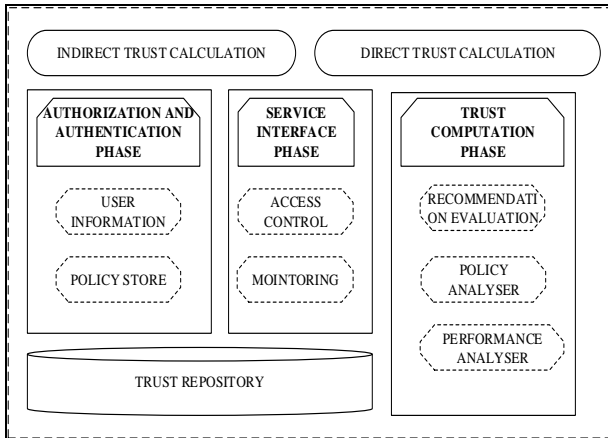 INDIRECT TRUST CALCULATION
DIRECT TRUST CALCULATION
AUTHORIZATION AND
AUTHENTICATION
PHASE
USER
INFORMATION
POLICY STORE
SERVICE
INTERFACE
PHASE
ACCESS
CONTROL
MOINTORING
TRUST
COMPUTATION
PHASE
RECOMMENDATI
ON EVALUATION
POLICY
ANALYSER
PERFORMANCE
ANALYSER
TRUST REPOSITORY